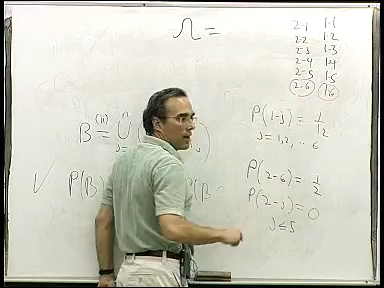 Ω =
2-1 1-1
2-2 1-2
2-3 1-3
2-4 1-4
2-5 1-5
2-6 1-6
P(1-j) = 1/12
j = 1,2, .. 6
B⁽ⁿ⁾ = ⋃
P(2-6) = 1/2
✓ P(B) P(B
P(2-j) = 0
j ≤ 5